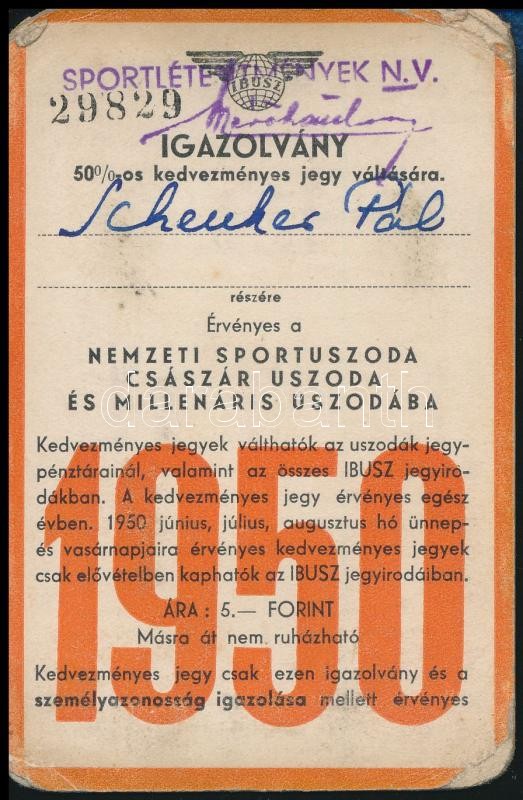 SPORTLÉTESÍTMÉNYEK N.V.
IBUSZ
29829
IGAZOLVÁNY
50%-os kedvezményes jegy váltására.
Schenker Pál
részére
Érvényes a
NEMZETI SPORTUSZODA
CSÁSZÁR USZODA
ÉS MILLENÁRIS USZODÁBA
darabanth
Kedvezményes jegyek válthatók az uszodák jegy-
pénztárainál, valamint az összes IBUSZ jegyiro-
dákban. A kedvezményes jegy érvényes egész
évben. 1950 június, július, augusztus hó ünnep-
és vasárnapjaira érvényes kedvezményes jegyek
csak elővételben kaphatók az IBUSZ jegyirodáiban.
1950
ÁRA : 5.— FORINT
Másra át nem ruházható
Kedvezményes jegy csak ezen igazolvány és a
személyazonosság igazolása mellett érvényes